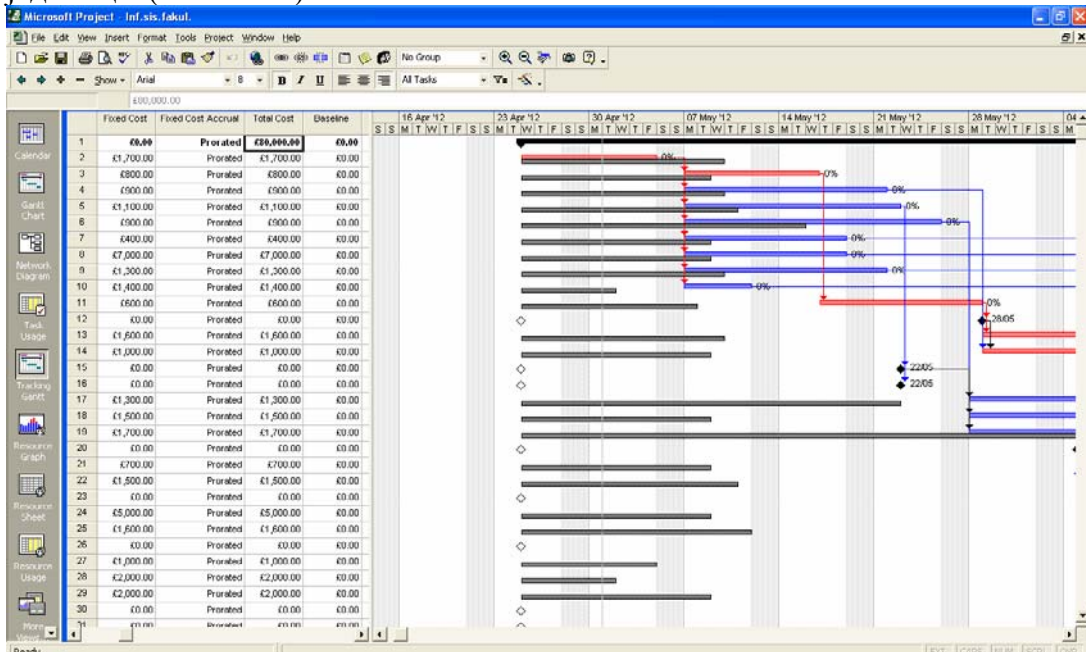 Microsoft Project - Inf.sis.fakul.
File Edit View Insert Format Tools Project Window Help
No Group
Show Arial 8 B I U All Tasks
£80,000.00
Fixed Cost Fixed Cost Accrual Total Cost Baseline
16 Apr '12 23 Apr '12 30 Apr '12 07 May '12 14 May '12 21 May '12 28 May '12 04
S S M T W T F S S M T W T F S S M T W T F S S M T W T F S S M T W T F S S M T W T F S S M T W T F S S M
1 £0.00 Prorated £80,000.00 £0.00
2 £1,700.00 Prorated £1,700.00 £0.00 0%
3 £800.00 Prorated £800.00 £0.00 0%
4 £900.00 Prorated £900.00 £0.00 0%
5 £1,100.00 Prorated £1,100.00 £0.00 0%
6 £900.00 Prorated £900.00 £0.00 0%
7 £400.00 Prorated £400.00 £0.00 0%
8 £7,000.00 Prorated £7,000.00 £0.00 0%
9 £1,300.00 Prorated £1,300.00 £0.00 0%
10 £1,400.00 Prorated £1,400.00 £0.00 0%
11 £600.00 Prorated £600.00 £0.00 0%
12 £0.00 Prorated £0.00 £0.00 28/05
13 £1,600.00 Prorated £1,600.00 £0.00
14 £1,000.00 Prorated £1,000.00 £0.00
15 £0.00 Prorated £0.00 £0.00 22/05
16 £0.00 Prorated £0.00 £0.00 22/05
17 £1,300.00 Prorated £1,300.00 £0.00
18 £1,500.00 Prorated £1,500.00 £0.00
19 £1,700.00 Prorated £1,700.00 £0.00
20 £0.00 Prorated £0.00 £0.00
21 £700.00 Prorated £700.00 £0.00
22 £1,500.00 Prorated £1,500.00 £0.00
23 £0.00 Prorated £0.00 £0.00
24 £5,000.00 Prorated £5,000.00 £0.00
25 £1,600.00 Prorated £1,600.00 £0.00
26 £0.00 Prorated £0.00 £0.00
27 £1,000.00 Prorated £1,000.00 £0.00
28 £2,000.00 Prorated £2,000.00 £0.00
29 £2,000.00 Prorated £2,000.00 £0.00
30 £0.00 Prorated £0.00 £0.00
Calendar
Gantt
Chart
Network
Diagram
Task
Usage
Tracking
Gantt
Resource
Graph
Resource
Sheet
Resource
Usage
More
Views...
Ready
EXT CAPS NUM SCRL OVR